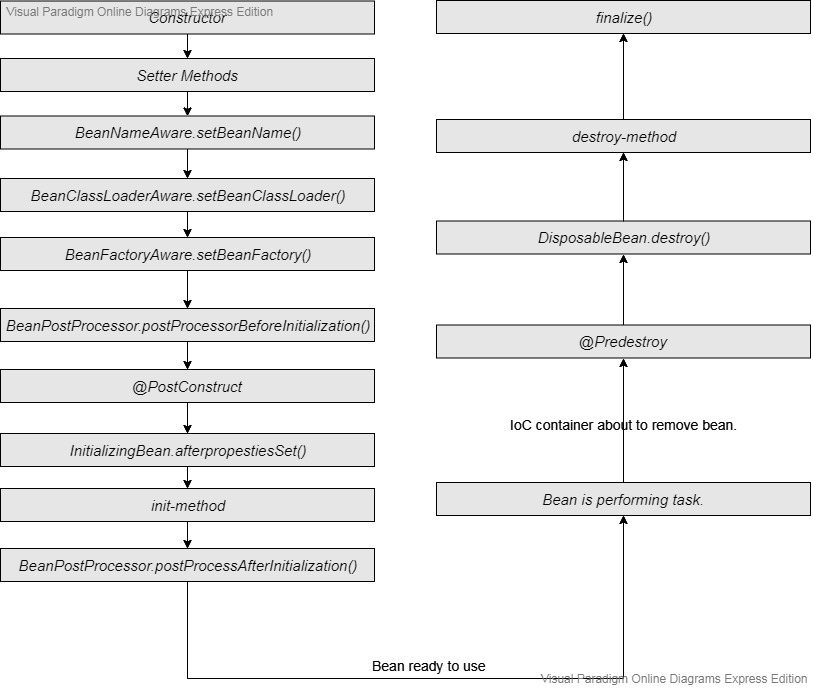 Visual Paradigm Online Diagrams Express Edition
Constructor
Setter Methods
BeanNameAware.setBeanName()
BeanClassLoaderAware.setBeanClassLoader()
BeanFactoryAware.setBeanFactory()
BeanPostProcessor.postProcessorBeforeInitialization()
@PostConstruct
InitializingBean.afterpropestiesSet()
init-method
BeanPostProcessor.postProcessAfterInitialization()
Bean ready to use
Bean is performing task.
IoC container about to remove bean.
@Predestroy
DisposableBean.destroy()
destroy-method
finalize()
Visual Paradigm Online Diagrams Express Edition